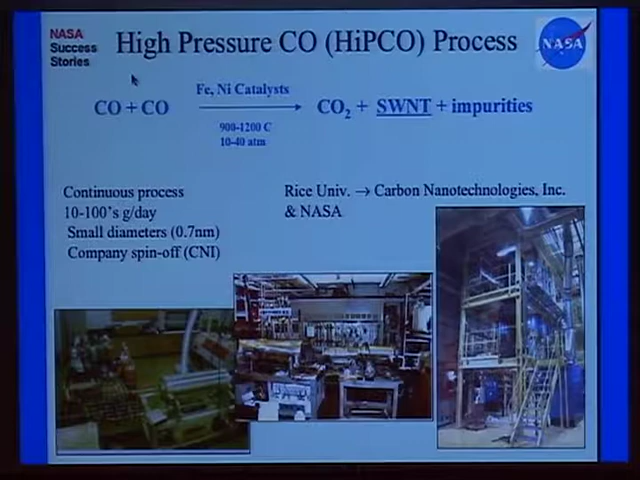 NASA
Success
Stories
High Pressure CO (HiPCO) Process
NASA
Fe, Ni Catalysts
CO + CO
CO2 + SWNT + impurities
900-1200 C
10-40 atm
Continuous process
10-100's g/day
Small diameters (0.7nm)
Company spin-off (CNI)
Rice Univ. → Carbon Nanotechnologies, Inc.
& NASA